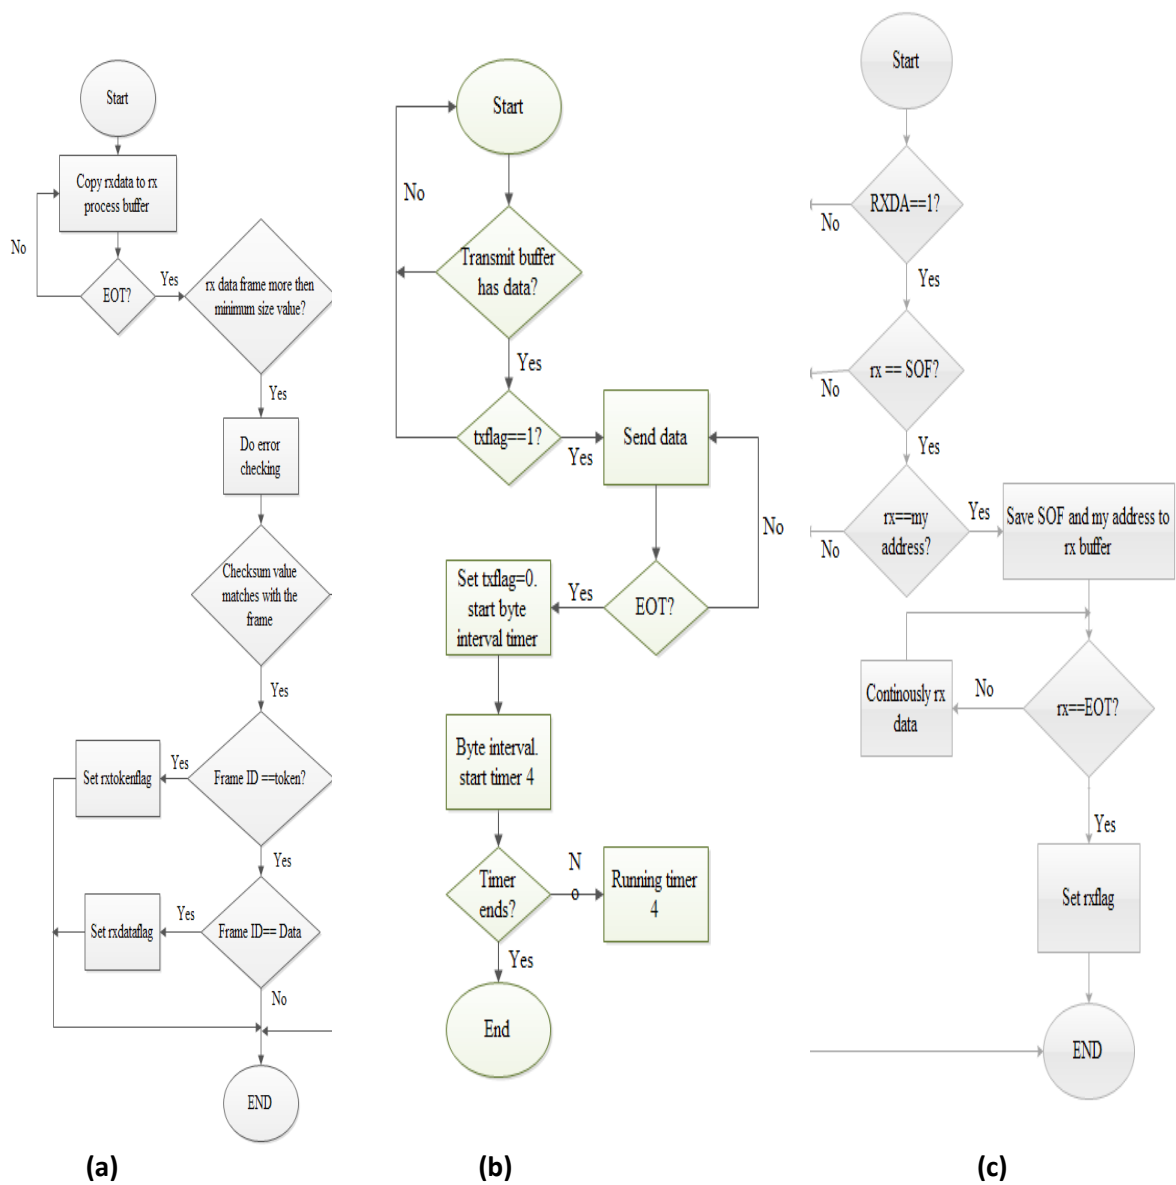 Start
Copy rxdata to rx
process buffer
No
EOT?
Yes
rx data frame more then
minimum size value?
Yes
Do error
checking
Checksum value
matches with the
frame
Yes
Frame ID ==token?
Yes
Set rxtokenflag
Yes
Frame ID== Data
Yes
Set rxdataflag
No
END
(a)
Start
No
Transmit buffer
has data?
Yes
txflag==1?
Yes
Send data
No
EOT?
Yes
Set txflag=0.
start byte
interval timer
Byte interval.
start timer 4
Timer
ends?
N
o
Running timer
4
Yes
End
(b)
Start
RXDA==1?
No
Yes
rx == SOF?
No
Yes
rx==my
address?
No
Yes
Save SOF and my address to
rx buffer
Continously rx
data
No
rx==EOT?
Yes
Set rxflag
END
(c)